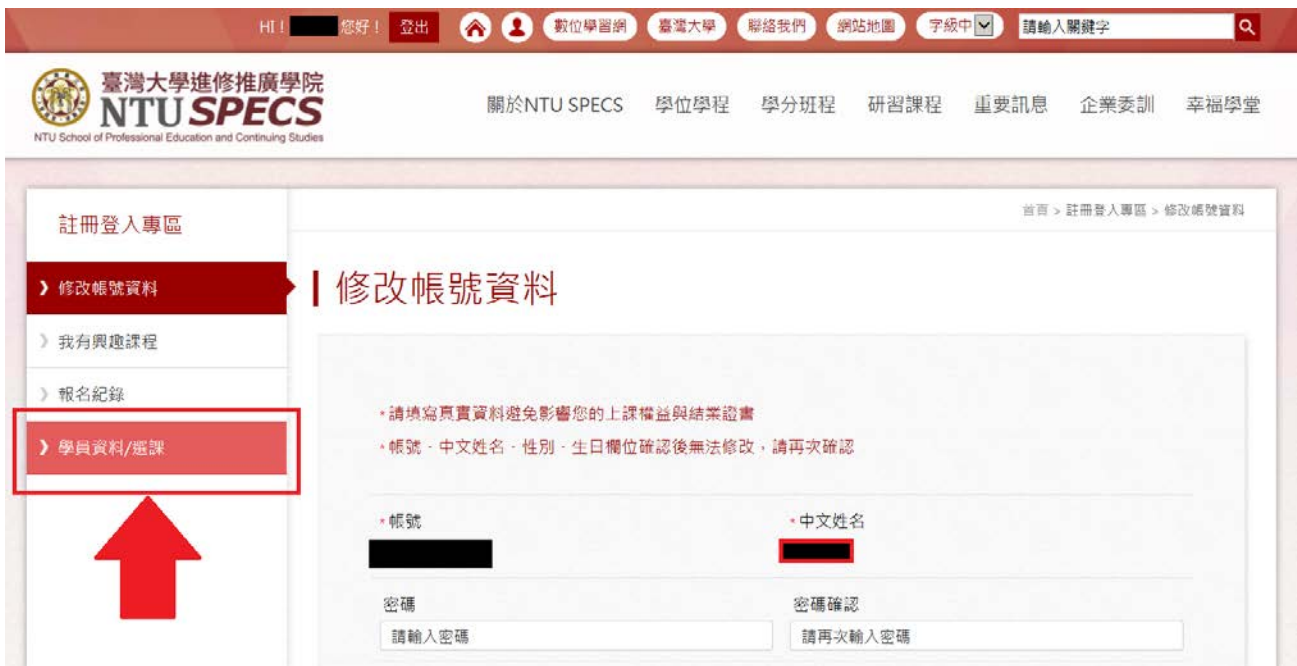 HI！ 您好！ 登出 數位學習網 臺灣大學 聯絡我們 網站地圖 字級中 請輸入關鍵字
臺灣大學進修推廣學院
NTU SPECS
NTU School of Professional Education and Continuing Studies
關於NTU SPECS 學位學程 學分班程 研習課程 重要訊息 企業委訓 幸福學堂
註冊登入專區
首頁 > 註冊登入專區 > 修改帳號資料
》修改帳號資料
修改帳號資料
》我有興趣課程
》報名紀錄
*請填寫真實資料避免影響您的上課權益與結業證書
》學員資料/選課
*帳號、中文姓名、性別、生日欄位確認後無法修改，請再次確認
*帳號 *中文姓名
密碼 密碼確認
請輸入密碼 請再次輸入密碼